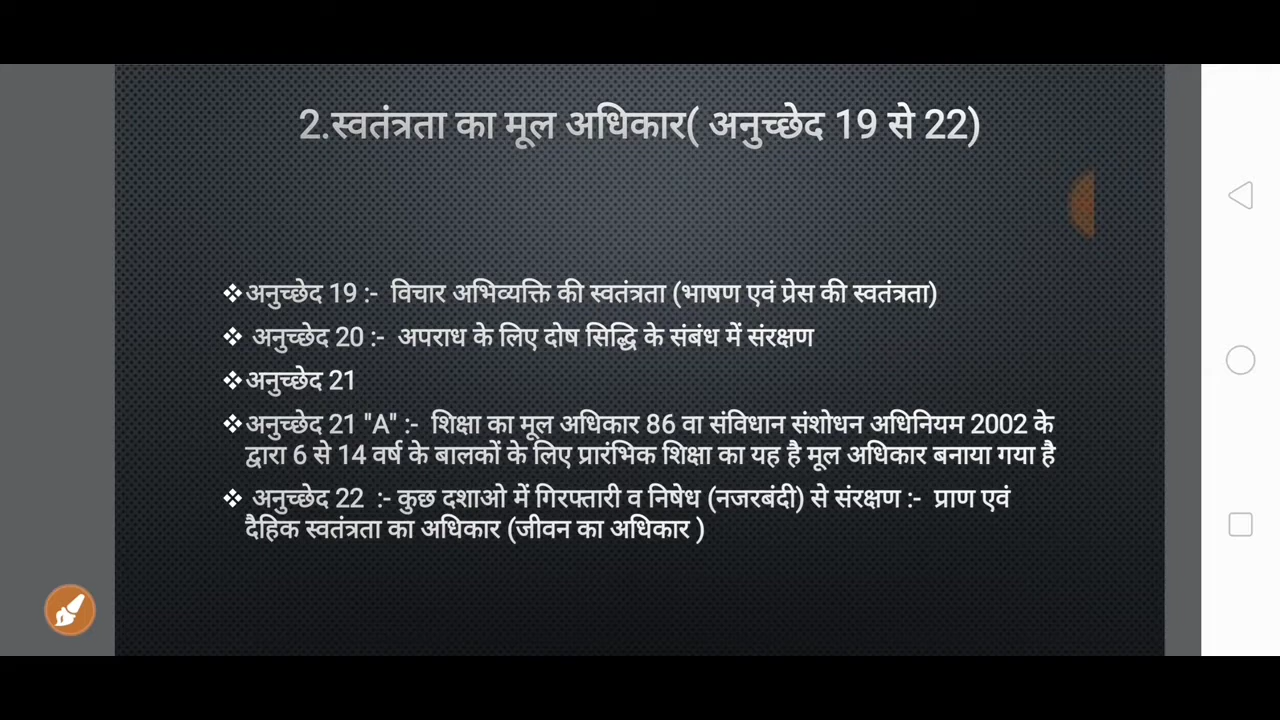 2.स्वतंत्रता का मूल अधिकार( अनुच्छेद 19 से 22)
❖अनुच्छेद 19 :- विचार अभिव्यक्ति की स्वतंत्रता (भाषण एवं प्रेस की स्वतंत्रता)
❖ अनुच्छेद 20 :- अपराध के लिए दोष सिद्धि के संबंध में संरक्षण
❖अनुच्छेद 21
❖अनुच्छेद 21 "A" :- शिक्षा का मूल अधिकार 86 वा संविधान संशोधन अधिनियम 2002 के
द्वारा 6 से 14 वर्ष के बालकों के लिए प्रारंभिक शिक्षा का यह है मूल अधिकार बनाया गया है
❖ अनुच्छेद 22 :- कुछ दशाओ में गिरफ्तारी व निषेध (नजरबंदी) से संरक्षण :- प्राण एवं
दैहिक स्वतंत्रता का अधिकार (जीवन का अधिकार )